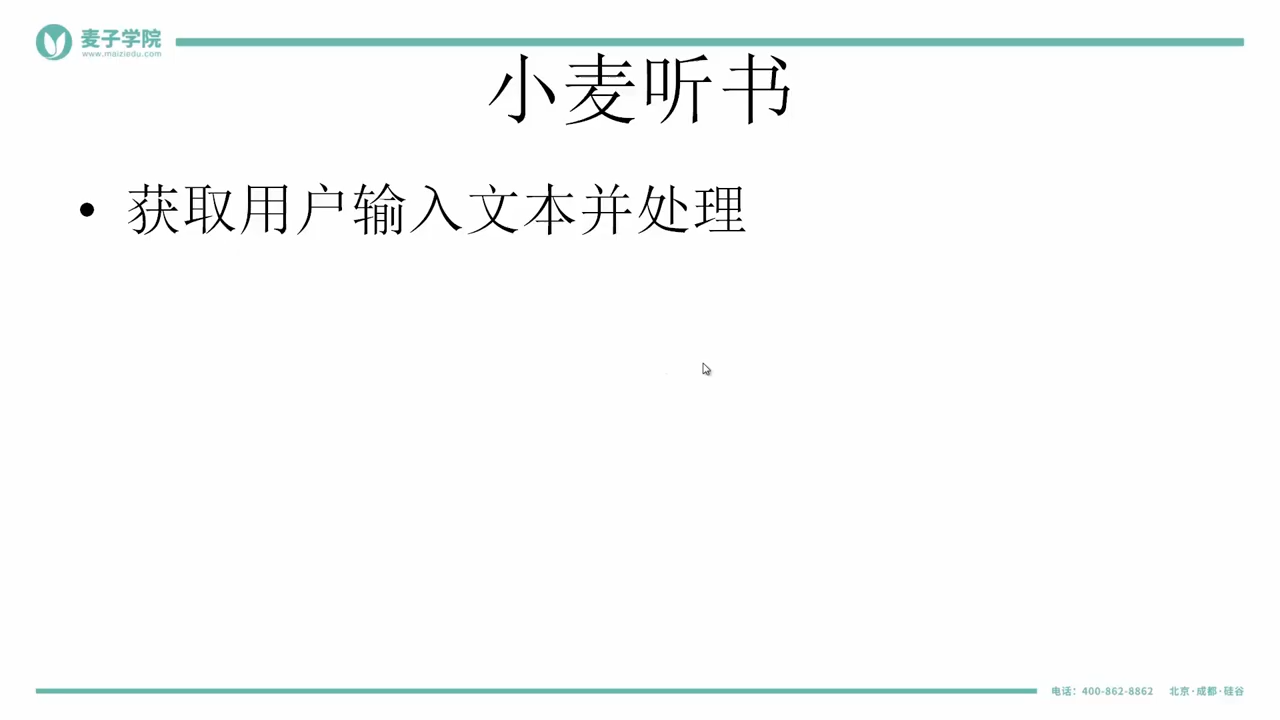 麦子学院
www.maiziedu.com
小麦听书
• 获取用户输入文本并处理
电话：400-862-8862 北京·成都·硅谷